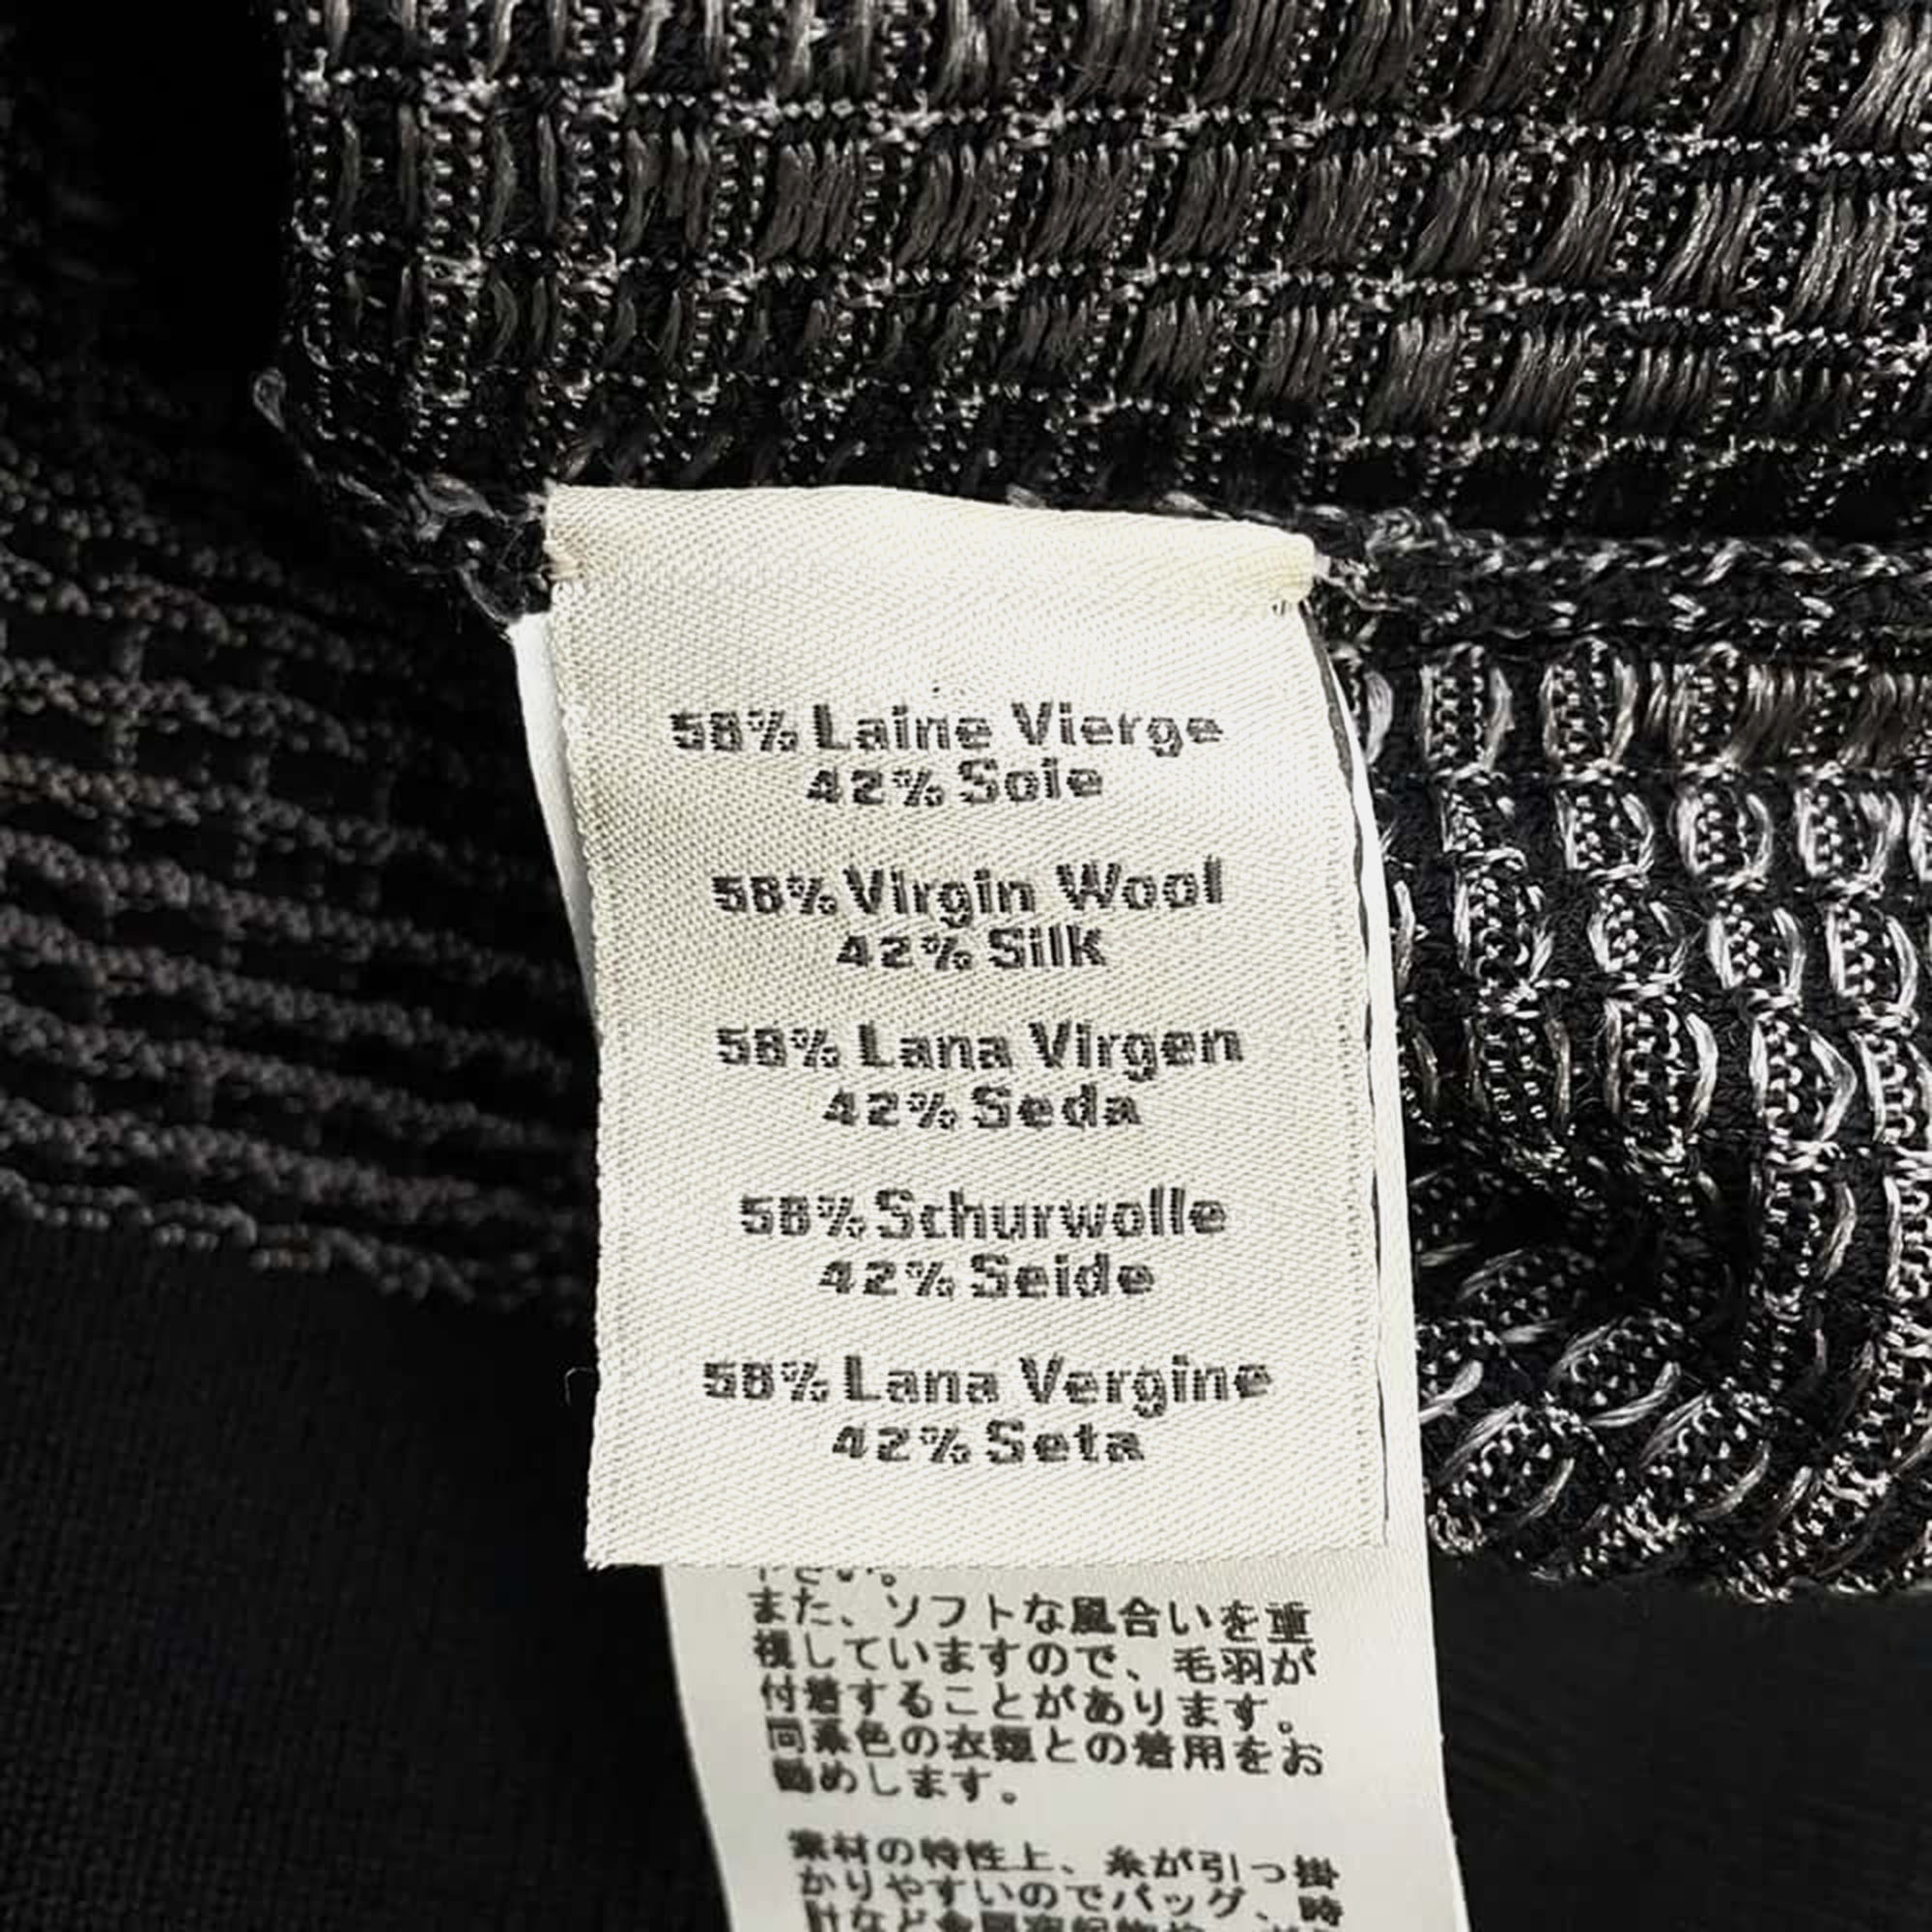 58% Laine Vierge
42% Soie
58% Virgin Wool
42% Silk
58% Lana Virgen
42% Seda
58% Schurwolle
42% Seide
58% Lana Vergine
42% Seta
また、ソフトな風合いを重
視していますので、毛羽が
付着することがあります。
同系色の衣類との着用をお
勧めします。
素材の特性上、糸が引っ掛
かりやすいのでバッグ、時
計など金属